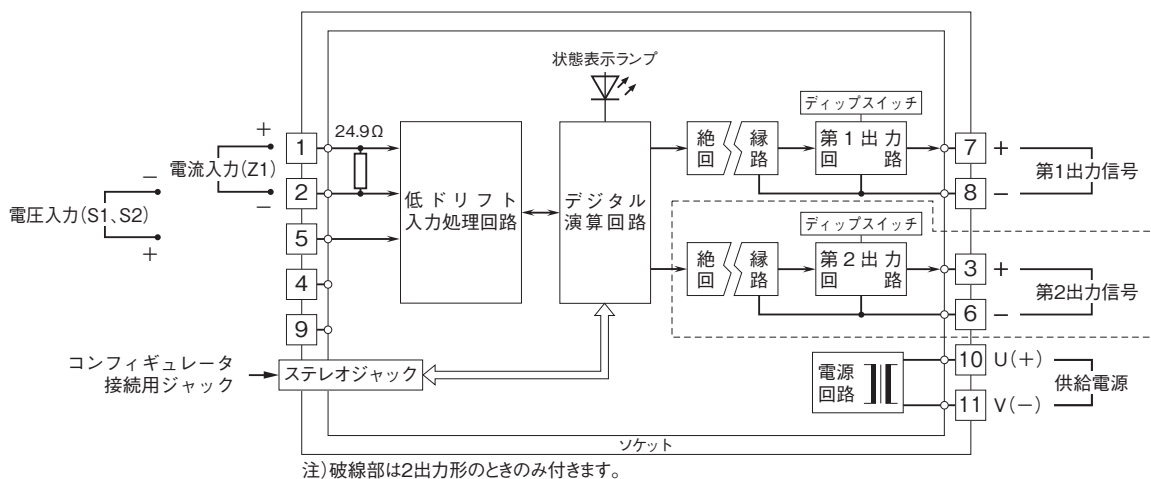 状態表示ランプ
ディップスイッチ
24.9Ω
+
1
電流入力(Z1)
2
−
−
電圧入力(S1、S2)
+
5
4
9
低ドリフト
入力処理回路
デジタル
演算回路
絶
回
縁
路
第1出力
回路
7
+
第1出力信号
8
−
ディップスイッチ
絶
回
縁
路
第2出力
回路
3
+
第2出力信号
6
−
コンフィギュレータ
接続用ジャック
ステレオジャック
電源
回路
10
U(+)
供給電源
11
V(−)
ソケット
注)破線部は2出力形のときのみ付きます。